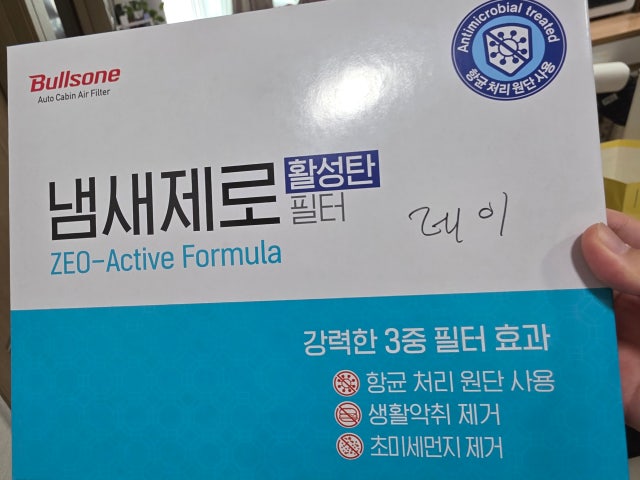 Bullsone
Auto Cabin Air Filter
Antimicrobial treated
항균 처리 원단 사용
냄새제로 활성탄 필터
레이
ZEO-Active Formula
강력한 3중 필터 효과
항균 처리 원단 사용
생활악취 제거
초미세먼지 제거